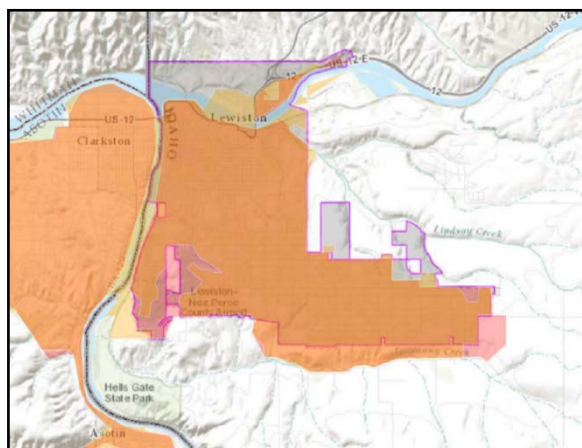 US-12-E
12
12
WHITMAN
ASOTIN
US-12
IDAHO
Lewiston
Clarkston
Lindsay Creek
Lewiston-
Nez Perce
County Airport
Hells Gate
State Park
Asotin